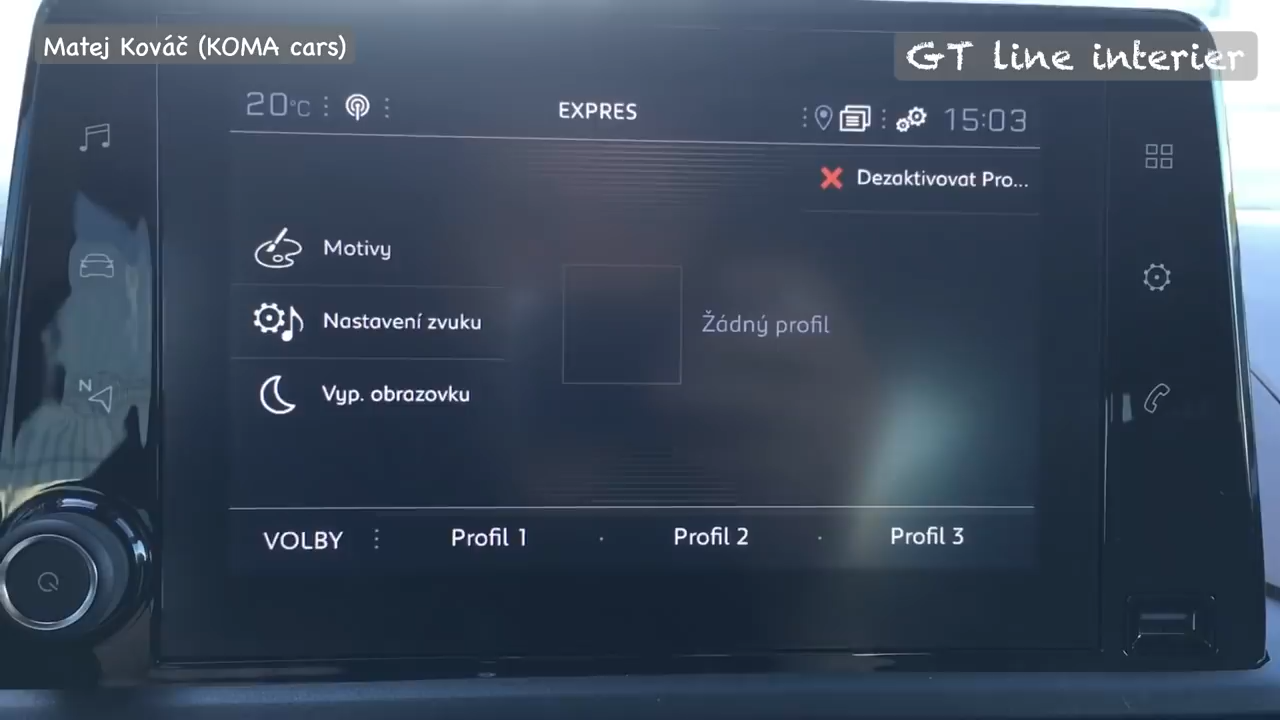 Matej Kováč (KOMA cars)
GT line interier
20°C
EXPRES
15:03
Dezaktivovat Pro...
Motivy
Nastavení zvuku
Žádný profil
Vyp. obrazovku
N
VOLBY
Profil 1
Profil 2
Profil 3